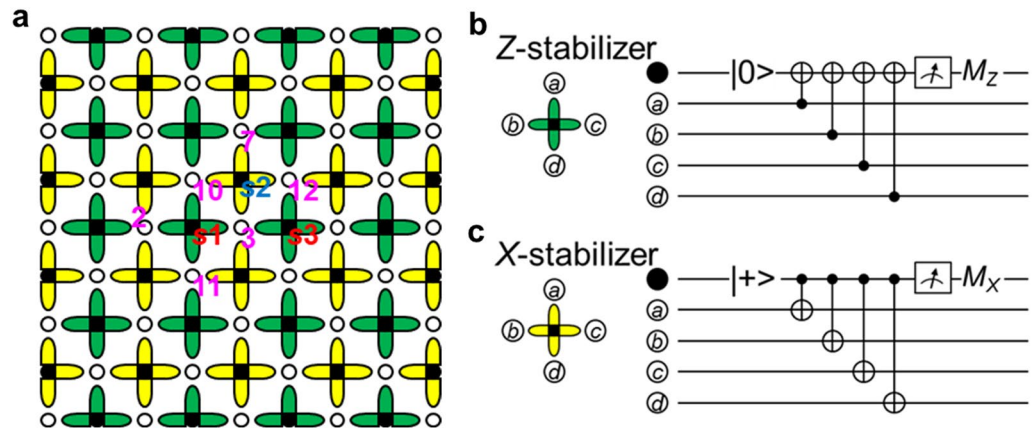 a
7
10 s2 12
2
s1 3 s3
11
b
Z-stabilizer
a
b c
d
|0> M_Z
a
b
c
d
c
X-stabilizer
a
b c
d
|+> M_X
a
b
c
d